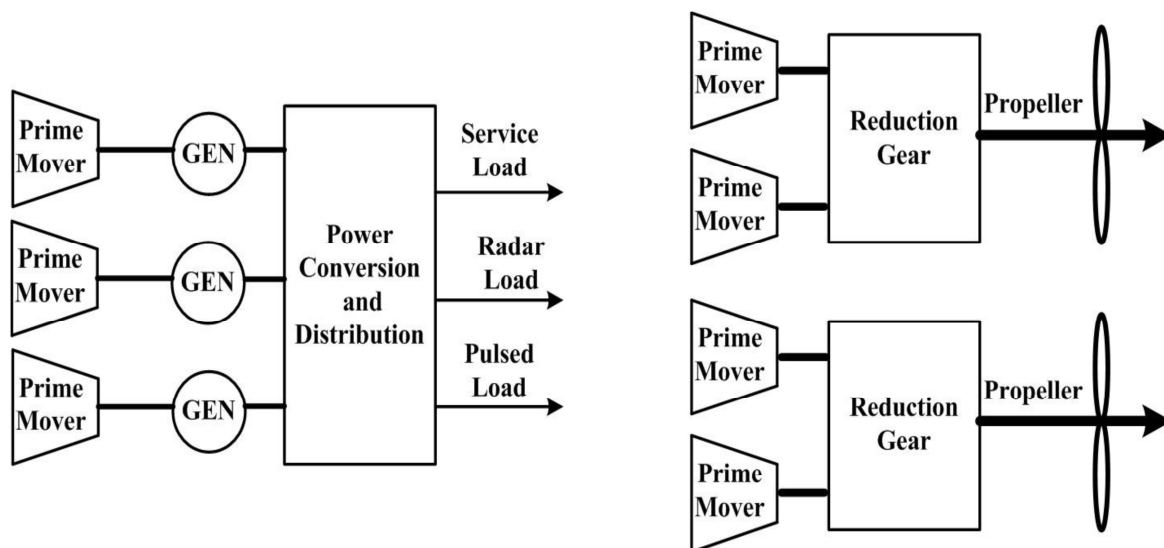 Prime
Mover
GEN
Prime
Mover
GEN
Prime
Mover
GEN
Power
Conversion
and
Distribution
Service
Load
Radar
Load
Pulsed
Load
Prime
Mover
Prime
Mover
Reduction
Gear
Propeller
Prime
Mover
Prime
Mover
Reduction
Gear
Propeller